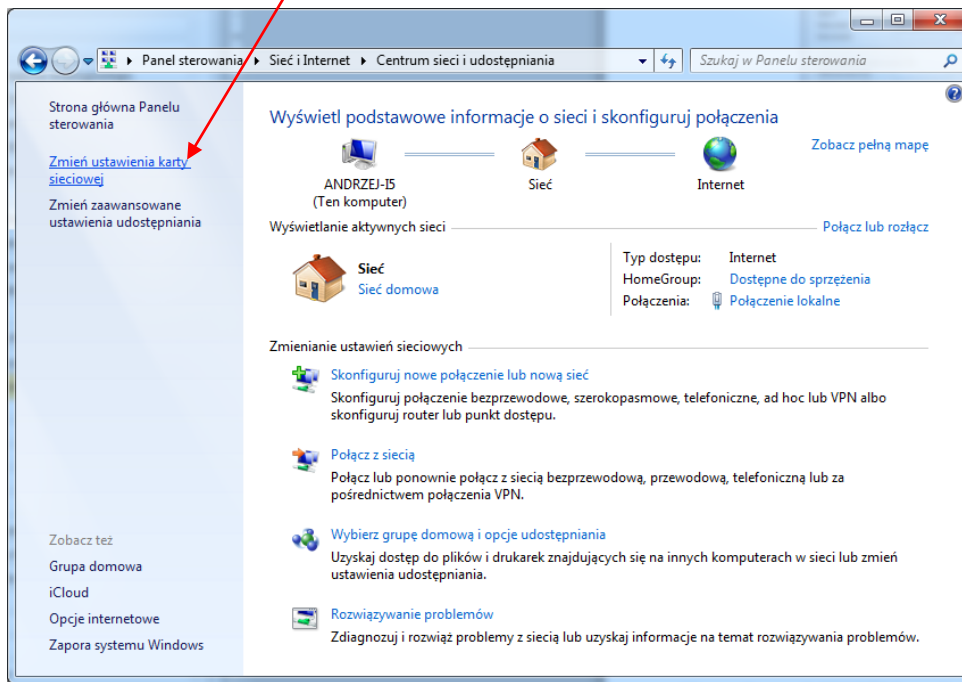 Panel sterowania Sieć i Internet Centrum sieci i udostępniania
Szukaj w Panelu sterowania
Strona główna Panelu
sterowania
Zmień ustawienia karty
sieciowej
Zmień zaawansowane
ustawienia udostępniania
Wyświetl podstawowe informacje o sieci i skonfiguruj połączenia
Zobacz pełną mapę
ANDRZEJ-I5
(Ten komputer)
Sieć
Internet
Wyświetlanie aktywnych sieci
Połącz lub rozłącz
Sieć
Sieć domowa
Typ dostępu: Internet
HomeGroup: Dostępne do sprzężenia
Połączenia: Połączenie lokalne
Zmienianie ustawień sieciowych
Skonfiguruj nowe połączenie lub nową sieć
Skonfiguruj połączenie bezprzewodowe, szerokopasmowe, telefoniczne, ad hoc lub VPN albo
skonfiguruj router lub punkt dostępu.
Połącz z siecią
Połącz lub ponownie połącz z siecią bezprzewodową, przewodową, telefoniczną lub za
pośrednictwem połączenia VPN.
Wybierz grupę domową i opcje udostępniania
Uzyskaj dostęp do plików i drukarek znajdujących się na innych komputerach w sieci lub zmień
ustawienia udostępniania.
Rozwiązywanie problemów
Zdiagnozuj i rozwiąż problemy z siecią lub uzyskaj informacje na temat rozwiązywania problemów.
Zobacz też
Grupa domowa
iCloud
Opcje internetowe
Zapora systemu Windows